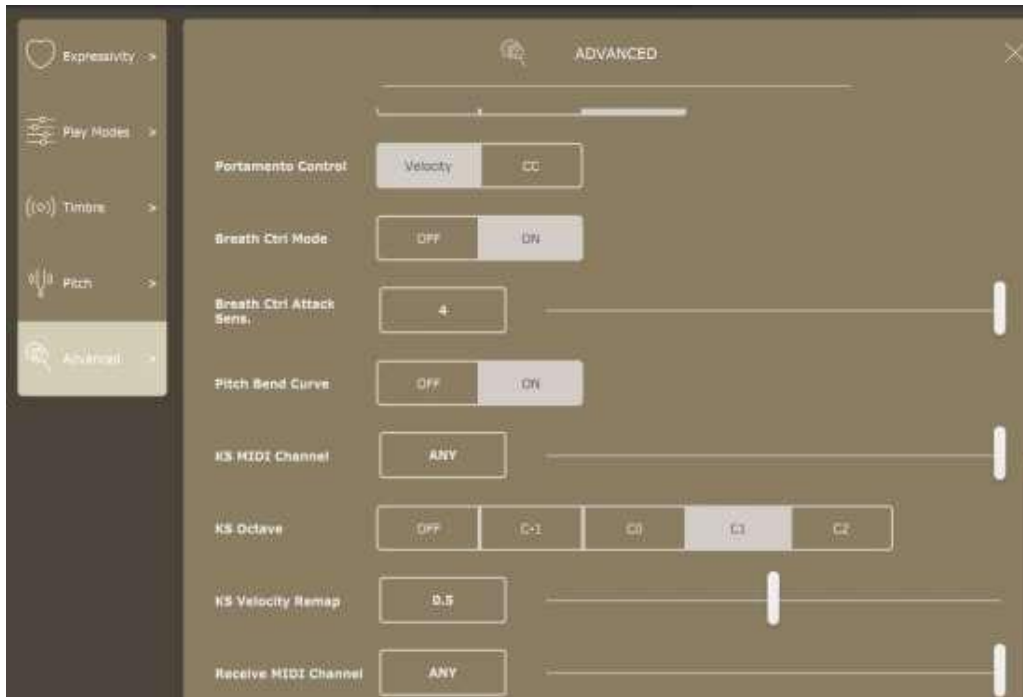 ADVANCED
Expressivity >
Play Modes >
Timbre >
Pitch >
Advanced >
Portamento Control Velocity CC
Breath Ctrl Mode OFF ON
Breath Ctrl Attack
Sens. 4
Pitch Bend Curve OFF ON
KS MIDI Channel ANY
KS Octave OFF C-1 C0 C1 C2
KS Velocity Remap 0.5
Receive MIDI Channel ANY